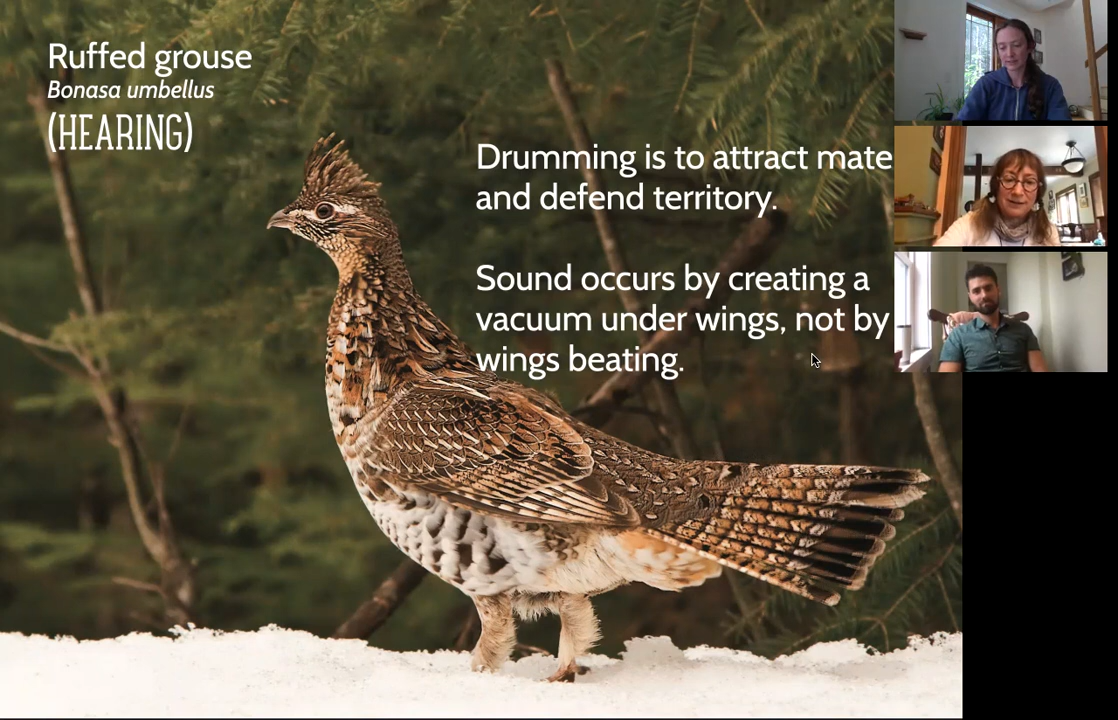 Ruffed grouse
Bonasa umbellus
(HEARING)
Drumming is to attract mate
and defend territory.
Sound occurs by creating a
vacuum under wings, not by
wings beating.